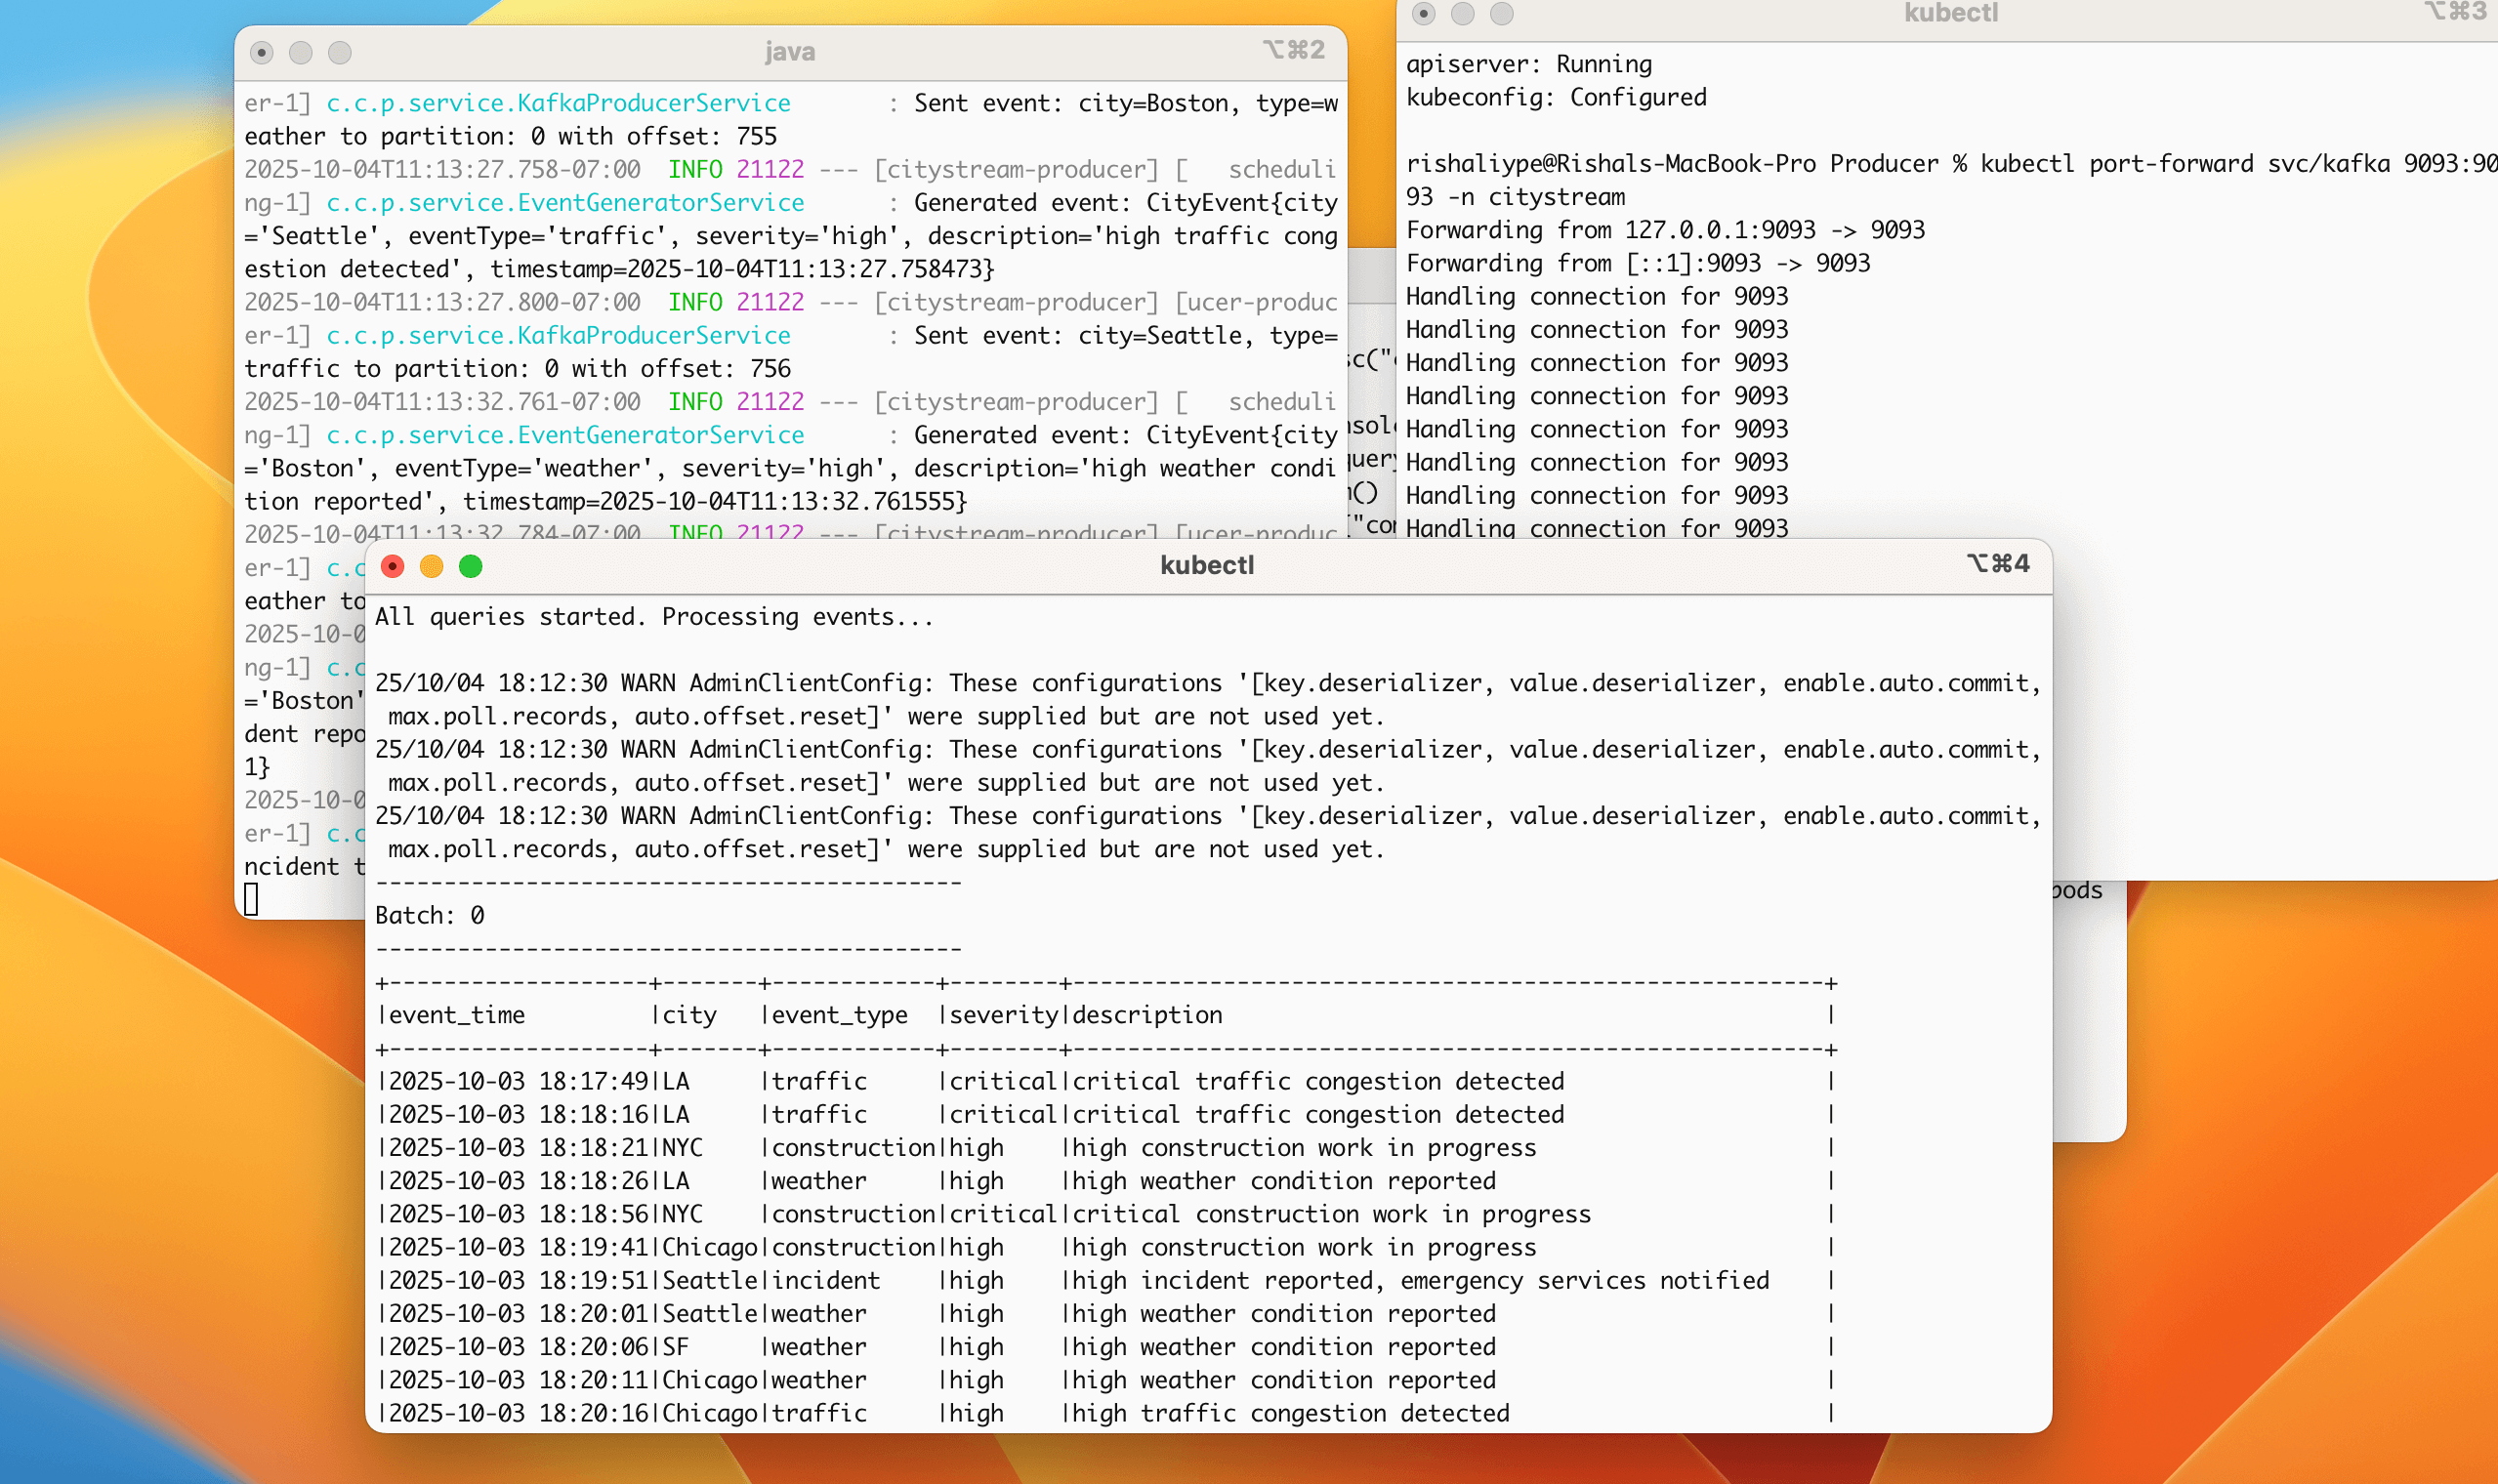 java
⌥⌘2
er-1] c.c.p.service.KafkaProducerService       : Sent event: city=Boston, type=w
eather to partition: 0 with offset: 755
2025-10-04T11:13:27.758-07:00  INFO 21122 --- [citystream-producer] [   scheduli
ng-1] c.c.p.service.EventGeneratorService      : Generated event: CityEvent{city
='Seattle', eventType='traffic', severity='high', description='high traffic cong
estion detected', timestamp=2025-10-04T11:13:27.758473}
2025-10-04T11:13:27.800-07:00  INFO 21122 --- [citystream-producer] [ucer-produc
er-1] c.c.p.service.KafkaProducerService       : Sent event: city=Seattle, type=
traffic to partition: 0 with offset: 756
2025-10-04T11:13:32.761-07:00  INFO 21122 --- [citystream-producer] [   scheduli
ng-1] c.c.p.service.EventGeneratorService      : Generated event: CityEvent{city
='Boston', eventType='weather', severity='high', description='high weather condi
tion reported', timestamp=2025-10-04T11:13:32.761555}
2025-10-04T11:13:32.784-07:00  INFO 21122 --- [citystream-producer] [ucer-produc
er-1] c.c
eather to
2025-10-0
ng-1] c.c
='Boston'
dent repo
1}
2025-10-0
er-1] c.c
ncident t
sc("
nsole
query
n()
("con
kubectl
⌥⌘3
apiserver: Running
kubeconfig: Configured
rishaliype@Rishals-MacBook-Pro Producer % kubectl port-forward svc/kafka 9093:90
93 -n citystream
Forwarding from 127.0.0.1:9093 -> 9093
Forwarding from [::1]:9093 -> 9093
Handling connection for 9093
Handling connection for 9093
Handling connection for 9093
Handling connection for 9093
Handling connection for 9093
Handling connection for 9093
Handling connection for 9093
Handling connection for 9093
pods
kubectl
⌥⌘4
All queries started. Processing events...
25/10/04 18:12:30 WARN AdminClientConfig: These configurations '[key.deserializer, value.deserializer, enable.auto.commit,
 max.poll.records, auto.offset.reset]' were supplied but are not used yet.
25/10/04 18:12:30 WARN AdminClientConfig: These configurations '[key.deserializer, value.deserializer, enable.auto.commit,
 max.poll.records, auto.offset.reset]' were supplied but are not used yet.
25/10/04 18:12:30 WARN AdminClientConfig: These configurations '[key.deserializer, value.deserializer, enable.auto.commit,
 max.poll.records, auto.offset.reset]' were supplied but are not used yet.
-------------------------------------------
Batch: 0
-------------------------------------------
+-------------------+-------+------------+--------+-------------------------------------------------------+
|event_time         |city   |event_type  |severity|description                                            |
+-------------------+-------+------------+--------+-------------------------------------------------------+
|2025-10-03 18:17:49|LA     |traffic     |critical|critical traffic congestion detected                   |
|2025-10-03 18:18:16|LA     |traffic     |critical|critical traffic congestion detected                   |
|2025-10-03 18:18:21|NYC    |construction|high    |high construction work in progress                     |
|2025-10-03 18:18:26|LA     |weather     |high    |high weather condition reported                        |
|2025-10-03 18:18:56|NYC    |construction|critical|critical construction work in progress                 |
|2025-10-03 18:19:41|Chicago|construction|high    |high construction work in progress                     |
|2025-10-03 18:19:51|Seattle|incident    |high    |high incident reported, emergency services notified    |
|2025-10-03 18:20:01|Seattle|weather     |high    |high weather condition reported                        |
|2025-10-03 18:20:06|SF     |weather     |high    |high weather condition reported                        |
|2025-10-03 18:20:11|Chicago|weather     |high    |high weather condition reported                        |
|2025-10-03 18:20:16|Chicago|traffic     |high    |high traffic congestion detected                       |